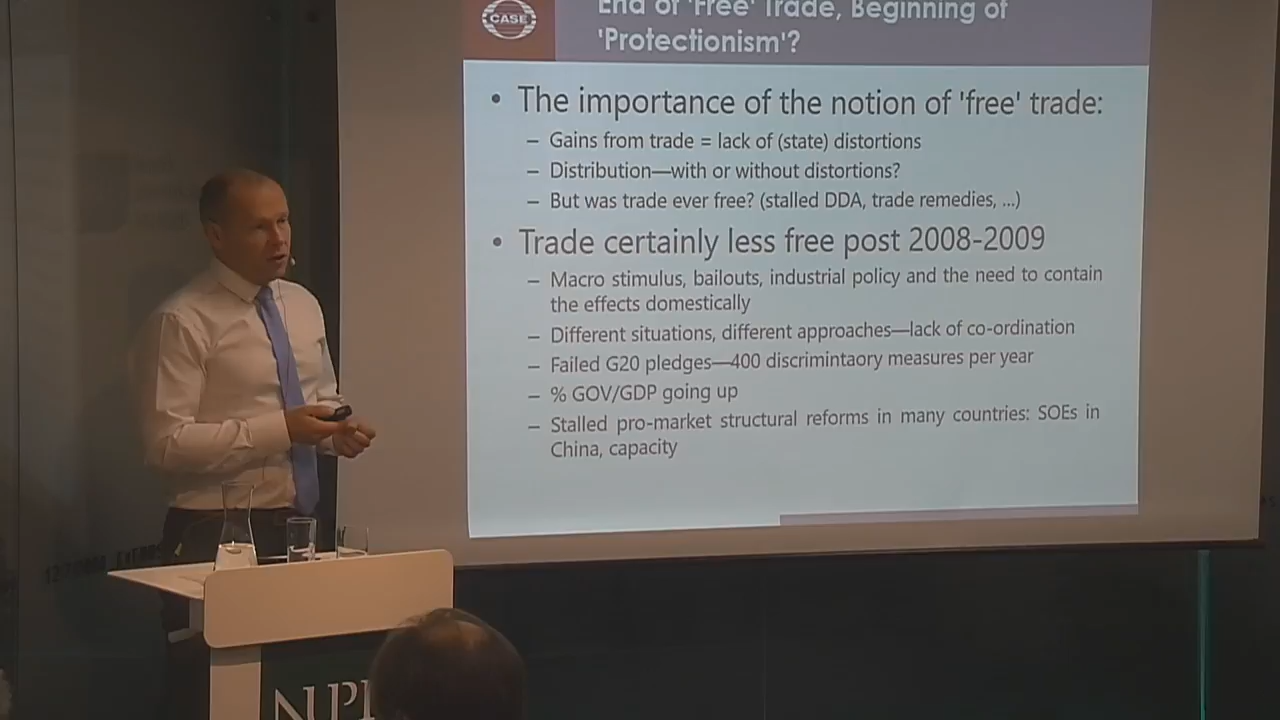 CASE
End of 'Free' Trade, Beginning of
'Protectionism'?
• The importance of the notion of 'free' trade:
– Gains from trade = lack of (state) distortions
– Distribution—with or without distortions?
– But was trade ever free? (stalled DDA, trade remedies, ...)
• Trade certainly less free post 2008-2009
– Macro stimulus, bailouts, industrial policy and the need to contain
the effects domestically
– Different situations, different approaches—lack of co-ordination
– Failed G20 pledges—400 discrimintaory measures per year
– % GOV/GDP going up
– Stalled pro-market structural reforms in many countries: SOEs in
China, capacity
NUPI